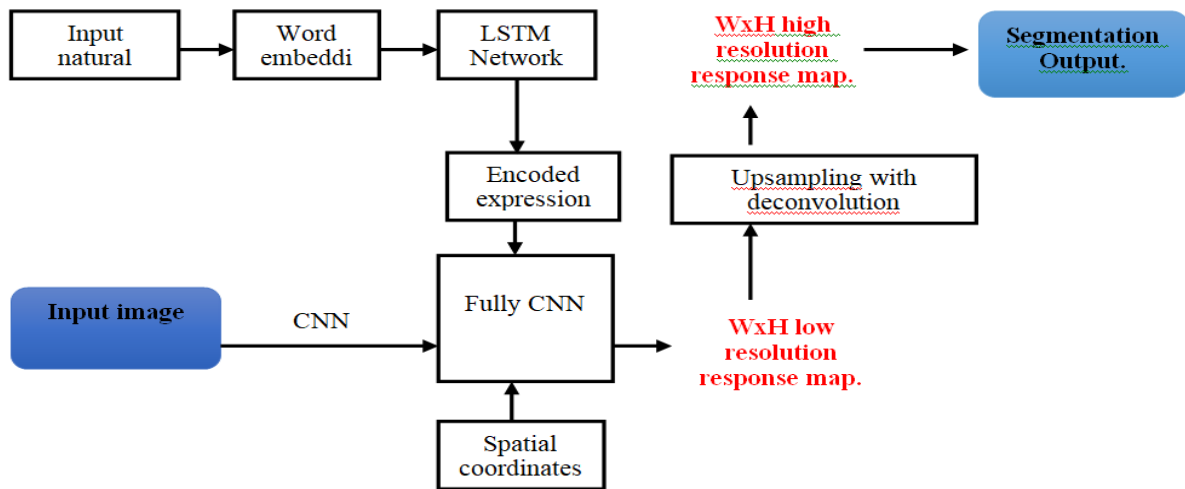 Input
natural
Word
embeddi
LSTM
Network
WxH high
resolution
response map.
Segmentation
Output.
Encoded
expression
Upsampling with
deconvolution
Input image
CNN
Fully CNN
WxH low
resolution
response map.
Spatial
coordinates